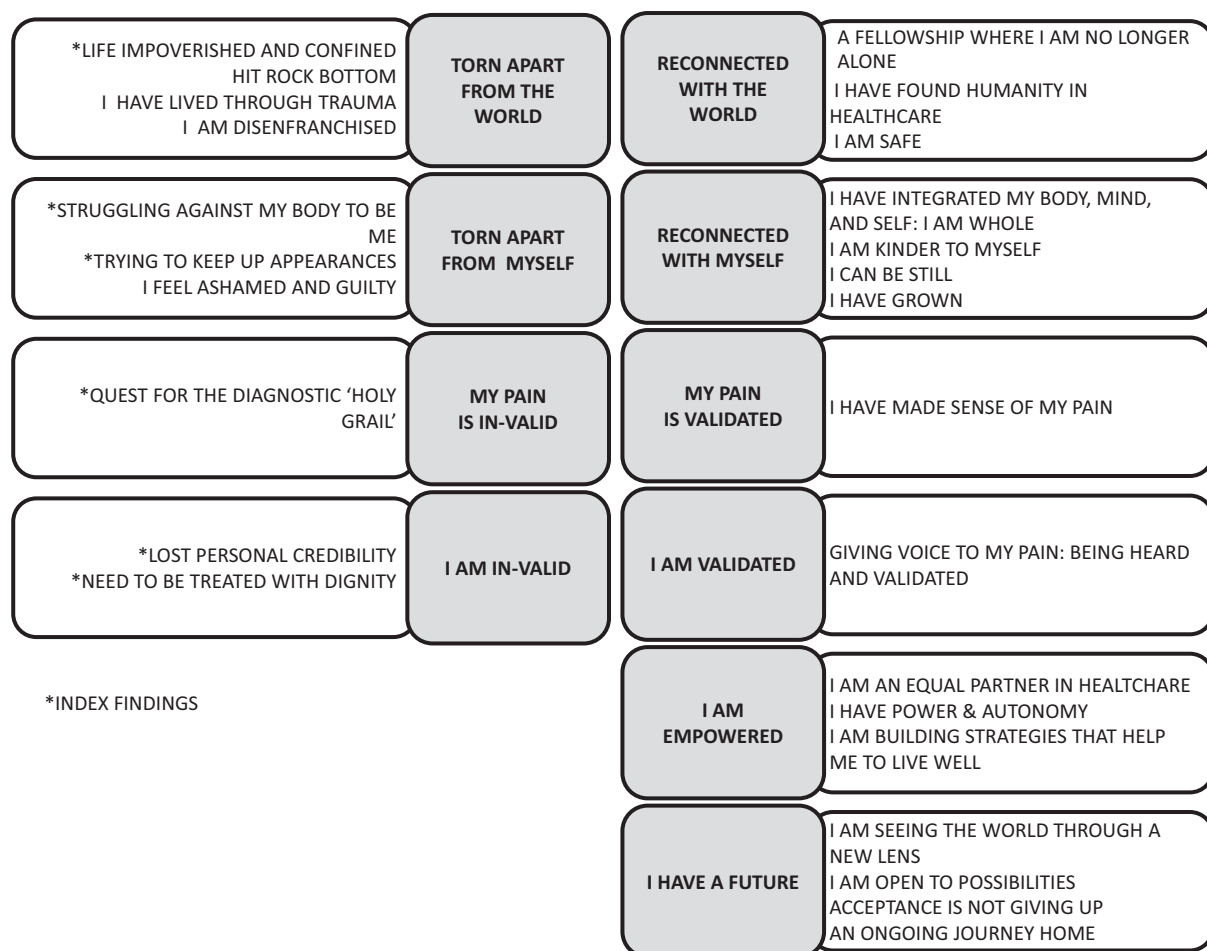 *LIFE IMPOVERISHED AND CONFINED
HIT ROCK BOTTOM
I HAVE LIVED THROUGH TRAUMA
I AM DISENFRANCHISED
TORN APART
FROM THE
WORLD
RECONNECTED
WITH THE
WORLD
A FELLOWSHIP WHERE I AM NO LONGER
ALONE
I HAVE FOUND HUMANITY IN
HEALTHCARE
I AM SAFE
*STRUGGLING AGAINST MY BODY TO BE
ME
*TRYING TO KEEP UP APPEARANCES
I FEEL ASHAMED AND GUILTY
TORN APART
FROM MYSELF
RECONNECTED
WITH MYSELF
I HAVE INTEGRATED MY BODY, MIND,
AND SELF: I AM WHOLE
I AM KINDER TO MYSELF
I CAN BE STILL
I HAVE GROWN
*QUEST FOR THE DIAGNOSTIC ‘HOLY
GRAIL’
MY PAIN
IS IN-VALID
MY PAIN
IS VALIDATED
I HAVE MADE SENSE OF MY PAIN
*LOST PERSONAL CREDIBILITY
*NEED TO BE TREATED WITH DIGNITY
I AM IN-VALID
I AM VALIDATED
GIVING VOICE TO MY PAIN: BEING HEARD
AND VALIDATED
*INDEX FINDINGS
I AM
EMPOWERED
I AM AN EQUAL PARTNER IN HEALTCHARE
I HAVE POWER & AUTONOMY
I AM BUILDING STRATEGIES THAT HELP
ME TO LIVE WELL
I HAVE A FUTURE
I AM SEEING THE WORLD THROUGH A
NEW LENS
I AM OPEN TO POSSIBILITIES
ACCEPTANCE IS NOT GIVING UP
AN ONGOING JOURNEY HOME